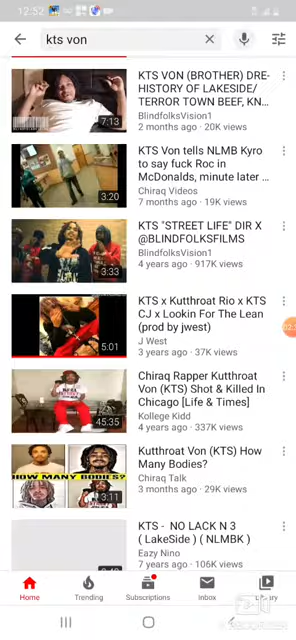 12:52
kts von
KTS VON (BROTHER) DRE-
HISTORY OF LAKESIDE/
TERROR TOWN BEEF, KN...
BlindfolksVision1
2 months ago · 20K views
7:13
KTS Von tells NLMB Kyro
to say fuck Roc in
McDonalds, minute later ...
Chiraq Videos
7 months ago · 19K views
3:20
KTS "STREET LIFE" DIR X
@BLINDFOLKSFILMS
BlindfolksVision1
4 years ago · 917K views
3:33
KTS x Kutthroat Rio x KTS
CJ x Lookin For The Lean
(prod by jwest)
J West
3 years ago · 37K views
5:01
Chiraq Rapper Kutthroat
Von (KTS) Shot & Killed In
Chicago [Life & Times]
Kollege Kidd
4 years ago · 337K views
45:35
Kutthroat Von (KTS) How
Many Bodies?
Chiraq Talk
3 months ago · 29K views
HOW MANY BODIES?
3:11
KTS - NO LACK N 3
( LakeSide ) ( NLMBK )
Eazy Nino
7 years ago · 106K views
Home
Trending
Subscriptions
Inbox
Library